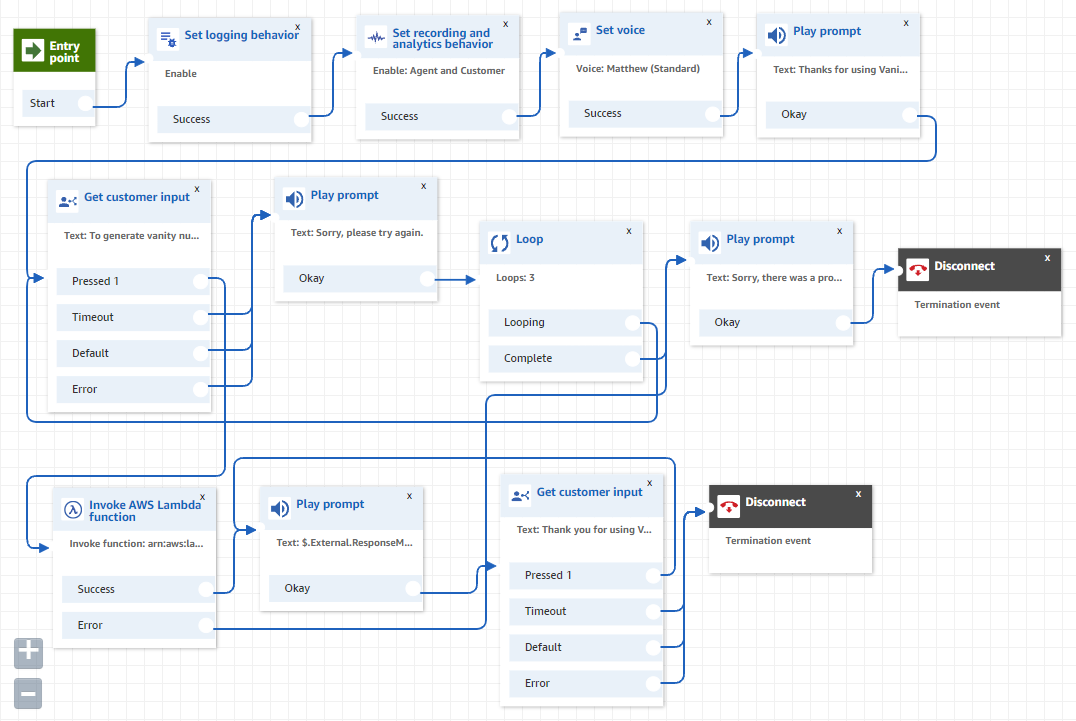 Entry
point
Start
x
Set logging behavior
Enable
Success
x
Set recording and
analytics behavior
Enable: Agent and Customer
Success
x
Set voice
Voice: Matthew (Standard)
Success
x
Play prompt
Text: Thanks for using Vani...
Okay
x
Get customer input
Text: To generate vanity nu...
Pressed 1
Timeout
Default
Error
x
Play prompt
Text: Sorry, please try again.
Okay
x
Loop
Loops: 3
Looping
Complete
x
Play prompt
Text: Sorry, there was a pro...
Okay
x
Disconnect
Termination event
x
Invoke AWS Lambda
function
Invoke function: arn:aws:la...
Success
Error
x
Play prompt
Text: $.External.ResponseM...
Okay
x
Get customer input
Text: Thank you for using V...
Pressed 1
Timeout
Default
Error
x
Disconnect
Termination event